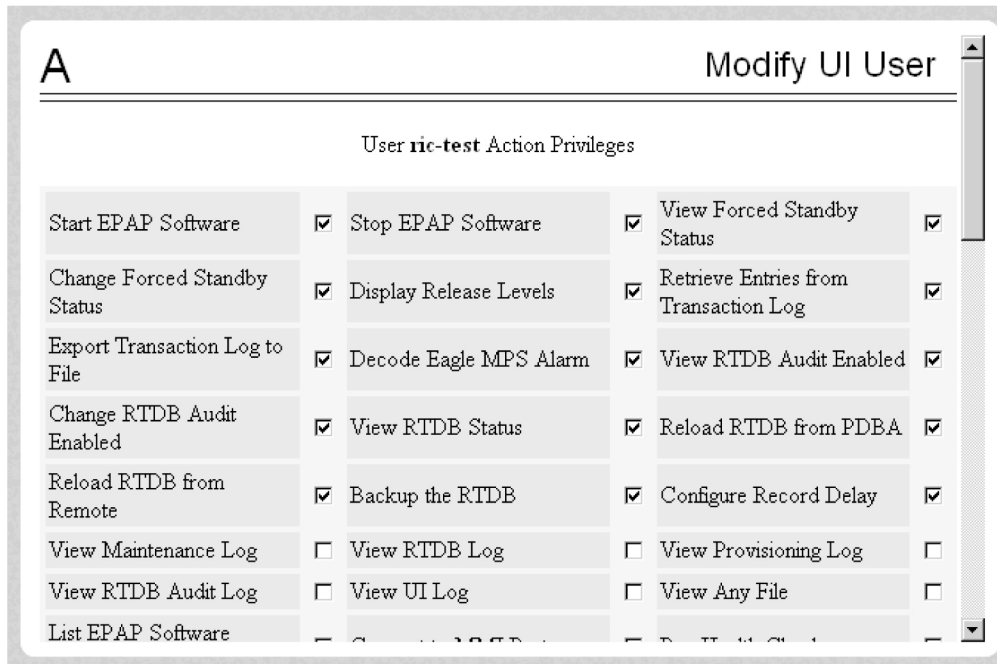 A
Modify UI User
User ric-test Action Privileges
Start EPAP Software
Stop EPAP Software
View Forced Standby
Status
Change Forced Standby
Status
Display Release Levels
Retrieve Entries from
Transaction Log
Export Transaction Log to
File
Decode Eagle MPS Alarm
View RTDB Audit Enabled
Change RTDB Audit
Enabled
View RTDB Status
Reload RTDB from PDBA
Reload RTDB from
Remote
Backup the RTDB
Configure Record Delay
View Maintenance Log
View RTDB Log
View Provisioning Log
View RTDB Audit Log
View UI Log
View Any File
List EPAP Software